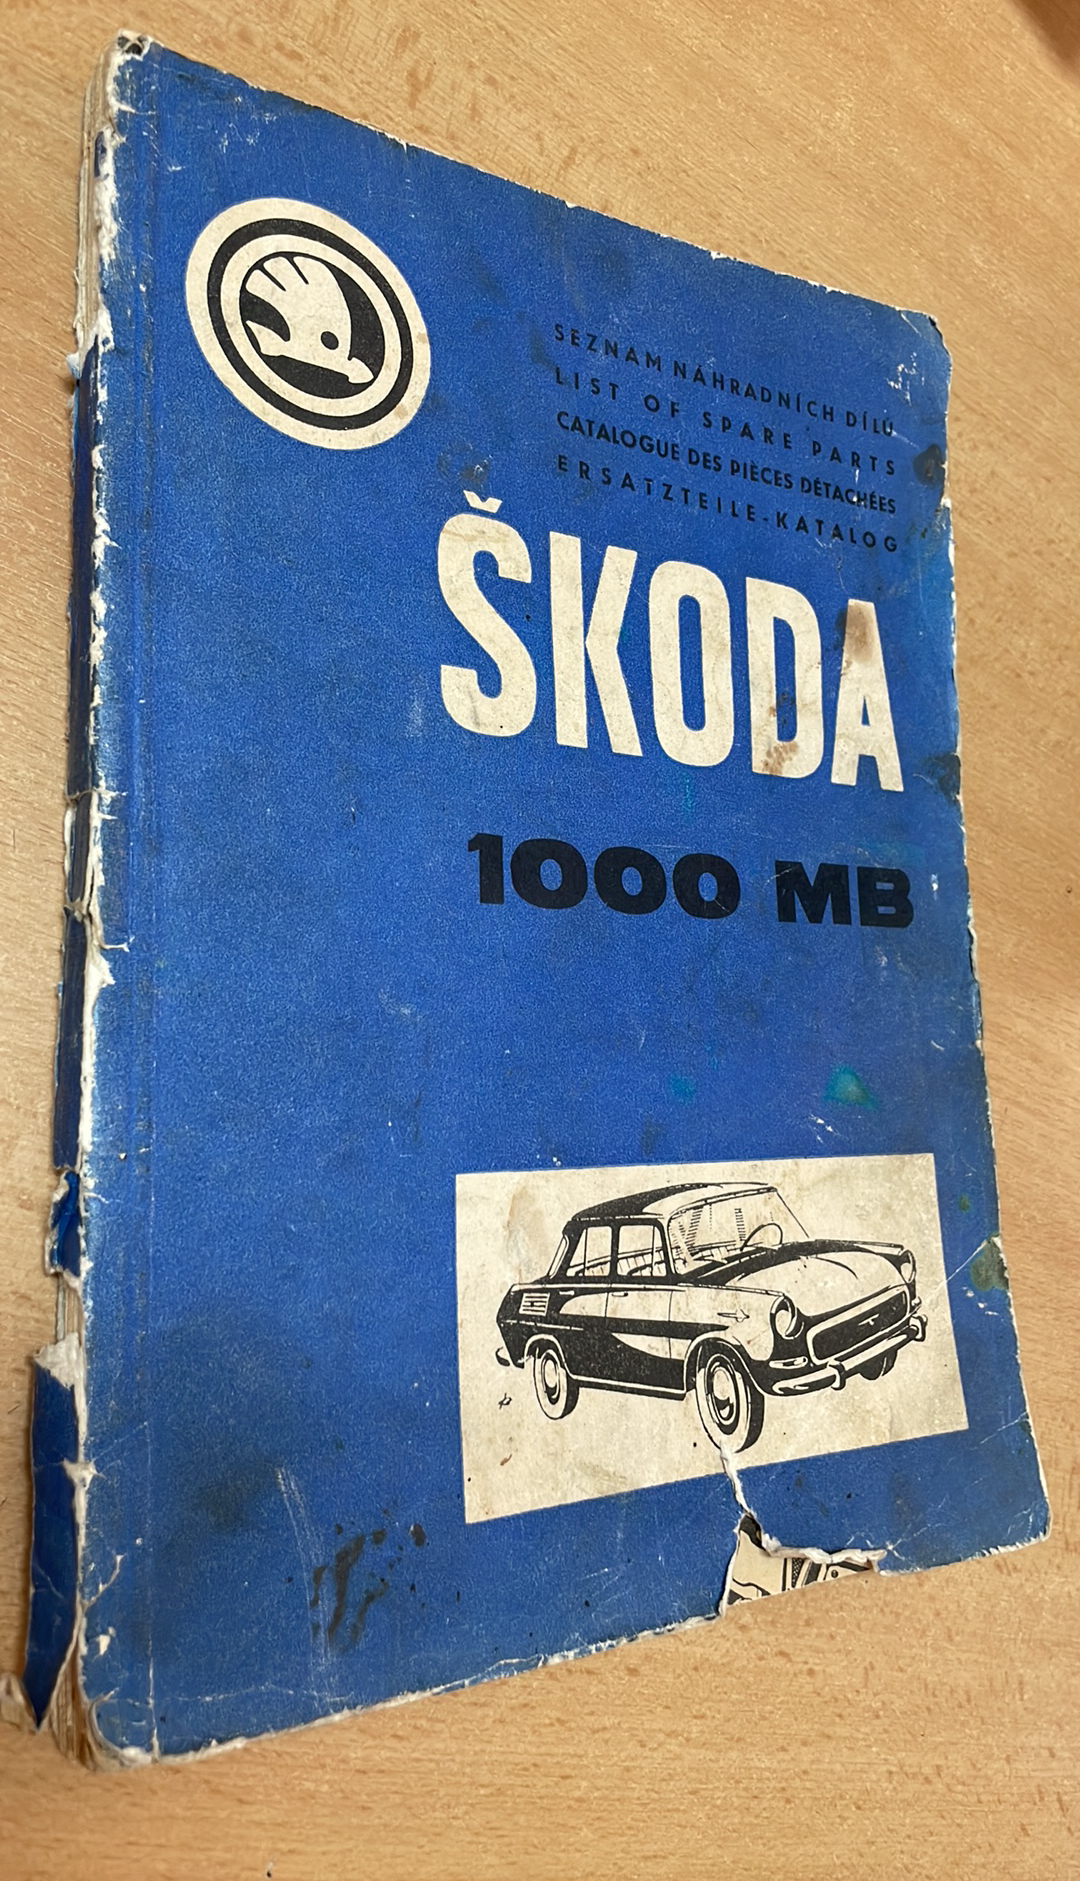 SEZNAM NÁHRADNÍCH DÍLŮ
LIST OF SPARE PARTS
CATALOGUE DES PIÈCES DÉTACHÉES
ERSATZTEILE-KATALOG
ŠKODA
1000 MB